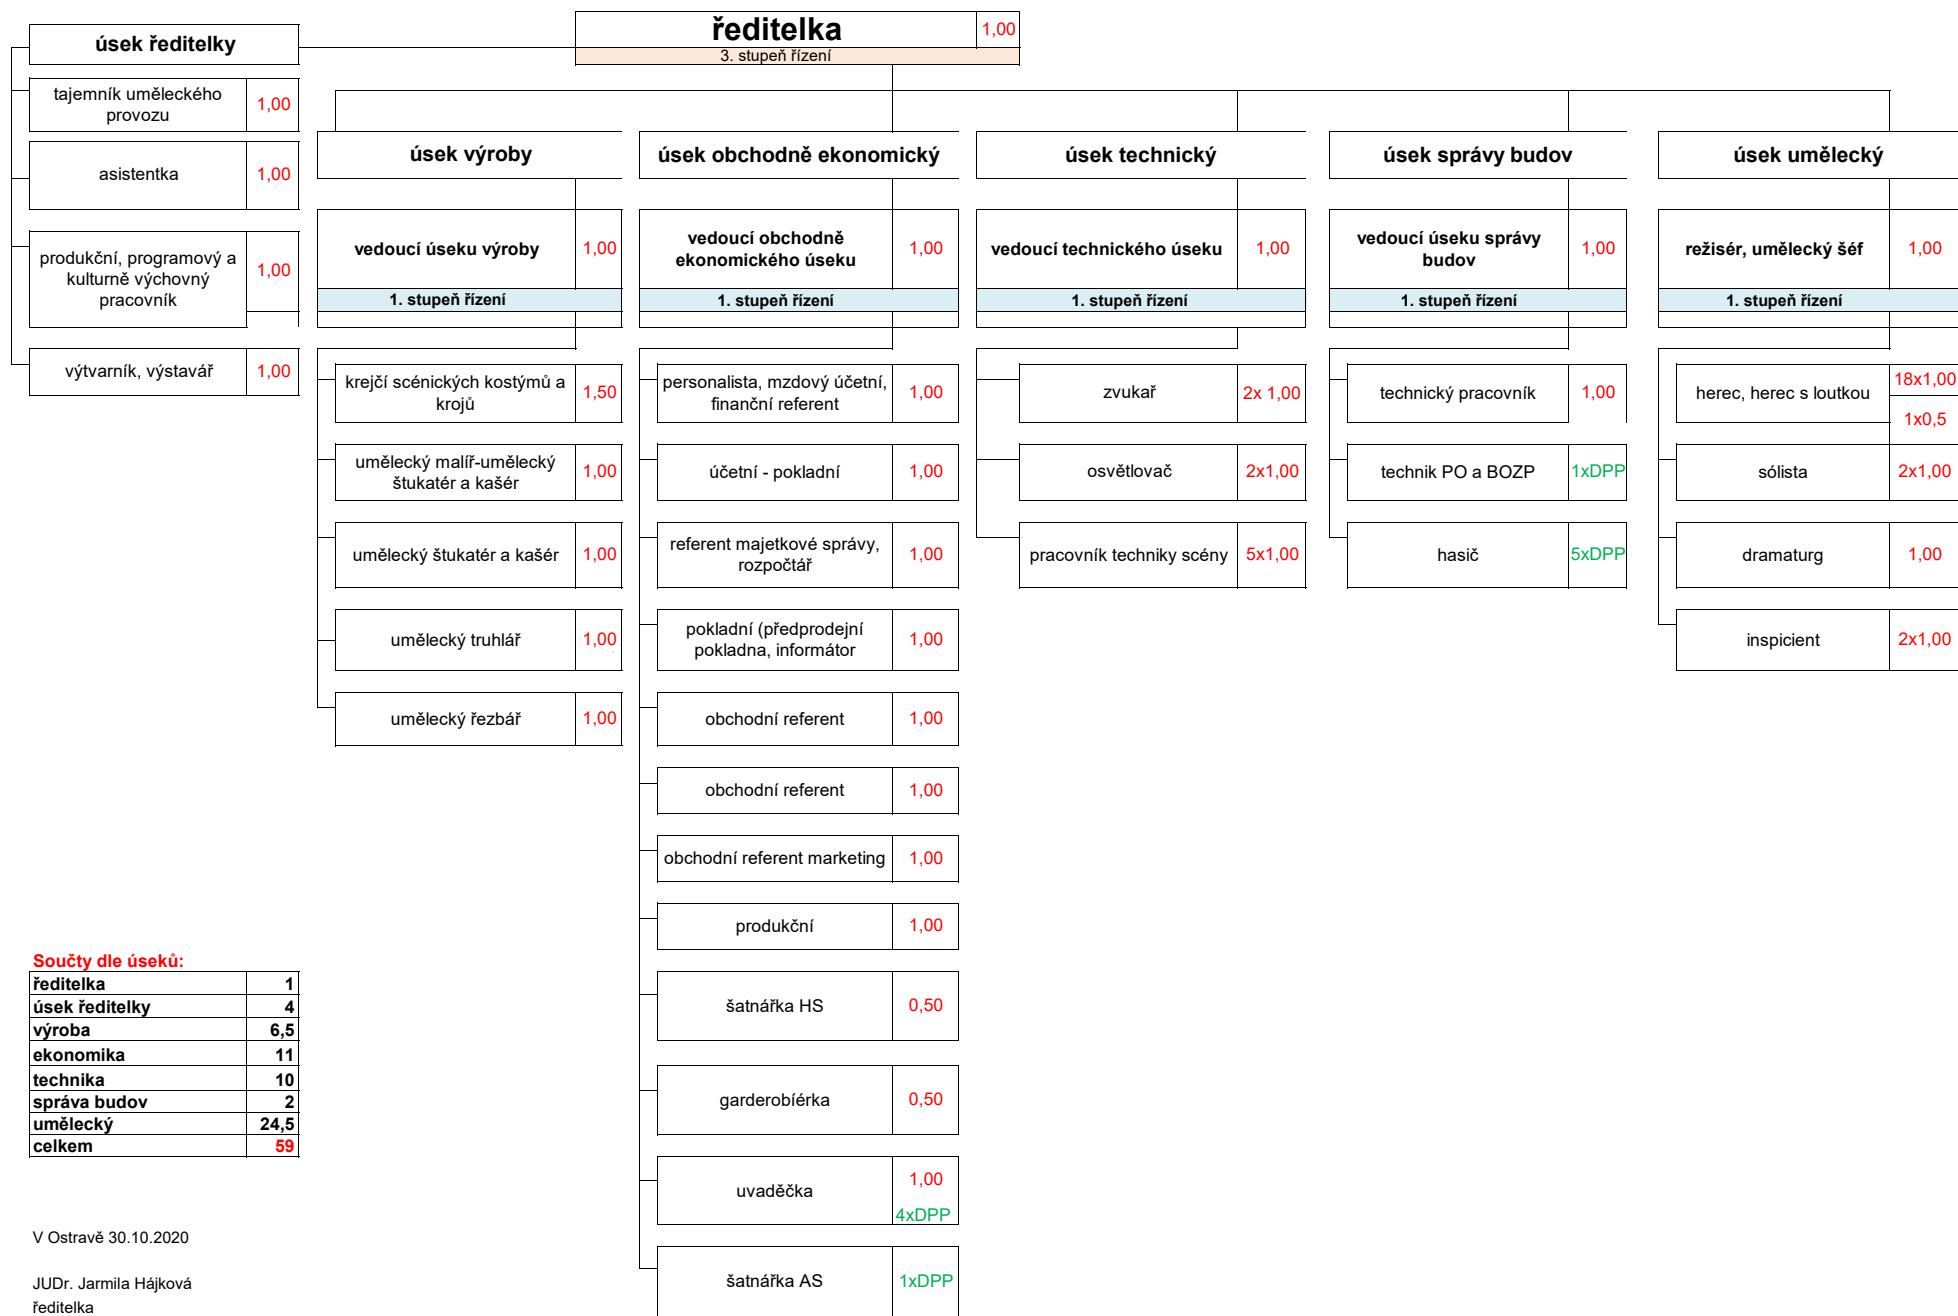 ředitelka 1,00
3. stupeň řízení
úsek ředitelky
tajemník uměleckého
provozu
1,00
asistentka 1,00
produkční, programový a
kulturně výchovný
pracovník
1,00
výtvarník, výstavář 1,00
úsek výroby
vedoucí úseku výroby 1,00
1. stupeň řízení
krejčí scénických kostýmů a
krojů
1,50
umělecký malíř-umělecký
štukatér a kašér
1,00
umělecký štukatér a kašér 1,00
umělecký truhlář 1,00
umělecký řezbář 1,00
úsek obchodně ekonomický
vedoucí obchodně
ekonomického úseku
1,00
1. stupeň řízení
personalista, mzdový účetní,
finanční referent
1,00
účetní - pokladní 1,00
referent majetkové správy,
rozpočtář
1,00
pokladní (předprodejní
pokladna, informátor
1,00
obchodní referent 1,00
obchodní referent 1,00
obchodní referent marketing 1,00
produkční 1,00
šatnářka HS 0,50
garderobíérka 0,50
uvaděčka 1,00
4xDPP
šatnářka AS 1xDPP
úsek technický
vedoucí technického úseku 1,00
1. stupeň řízení
zvukař 2x 1,00
osvětlovač 2x1,00
pracovník techniky scény 5x1,00
úsek správy budov
vedoucí úseku správy
budov
1,00
1. stupeň řízení
technický pracovník 1,00
technik PO a BOZP 1xDPP
hasič 5xDPP
úsek umělecký
režisér, umělecký šéf 1,00
1. stupeň řízení
herec, herec s loutkou 18x1,00
1x0,5
sólista 2x1,00
dramaturg 1,00
inspicient 2x1,00
Součty dle úseků:
ředitelka 1
úsek ředitelky 4
výroba 6,5
ekonomika 11
technika 10
správa budov 2
umělecký 24,5
celkem 59
V Ostravě 30.10.2020
JUDr. Jarmila Hájková
ředitelka